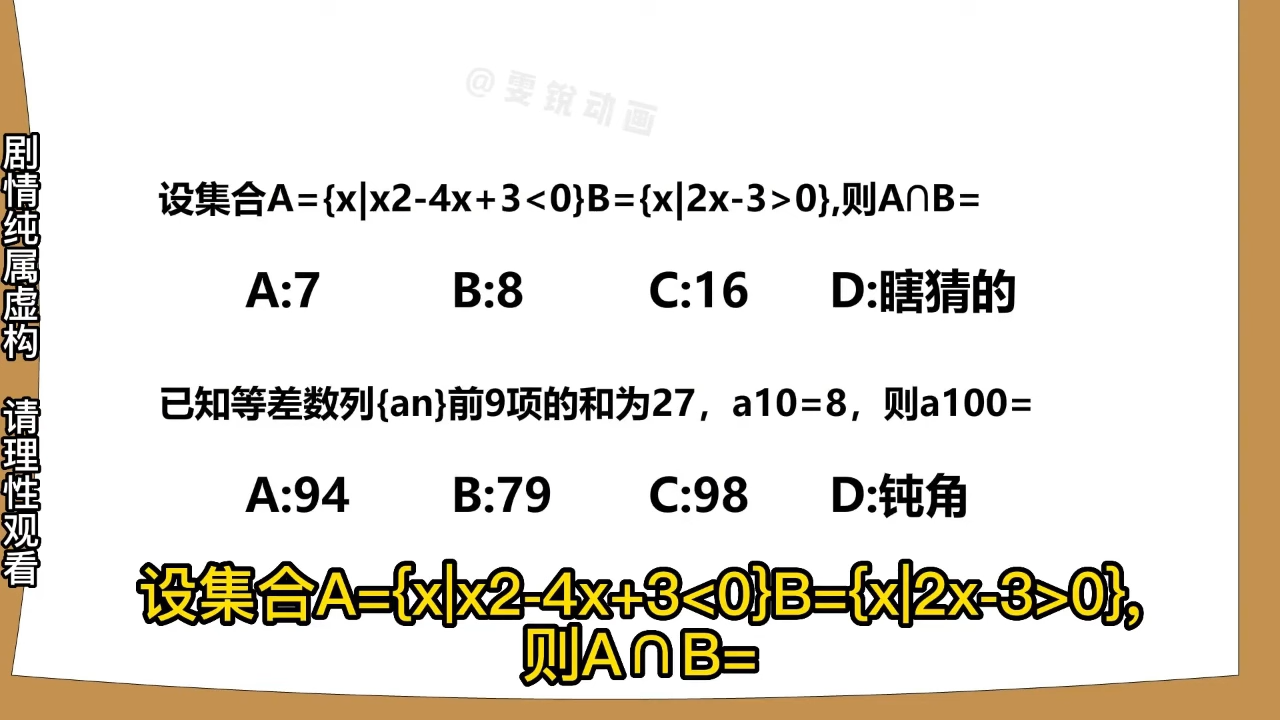 @雯锐动画
剧情纯属虚构 请理性观看
设集合A={x|x2-4x+3<0}B={x|2x-3>0},则A∩B=
A:7 B:8 C:16 D:瞎猜的
已知等差数列{an}前9项的和为27，a10=8，则a100=
A:94 B:79 C:98 D:钝角
设集合A={x|x2-4x+3<0}B={x|2x-3>0},
则A∩B=